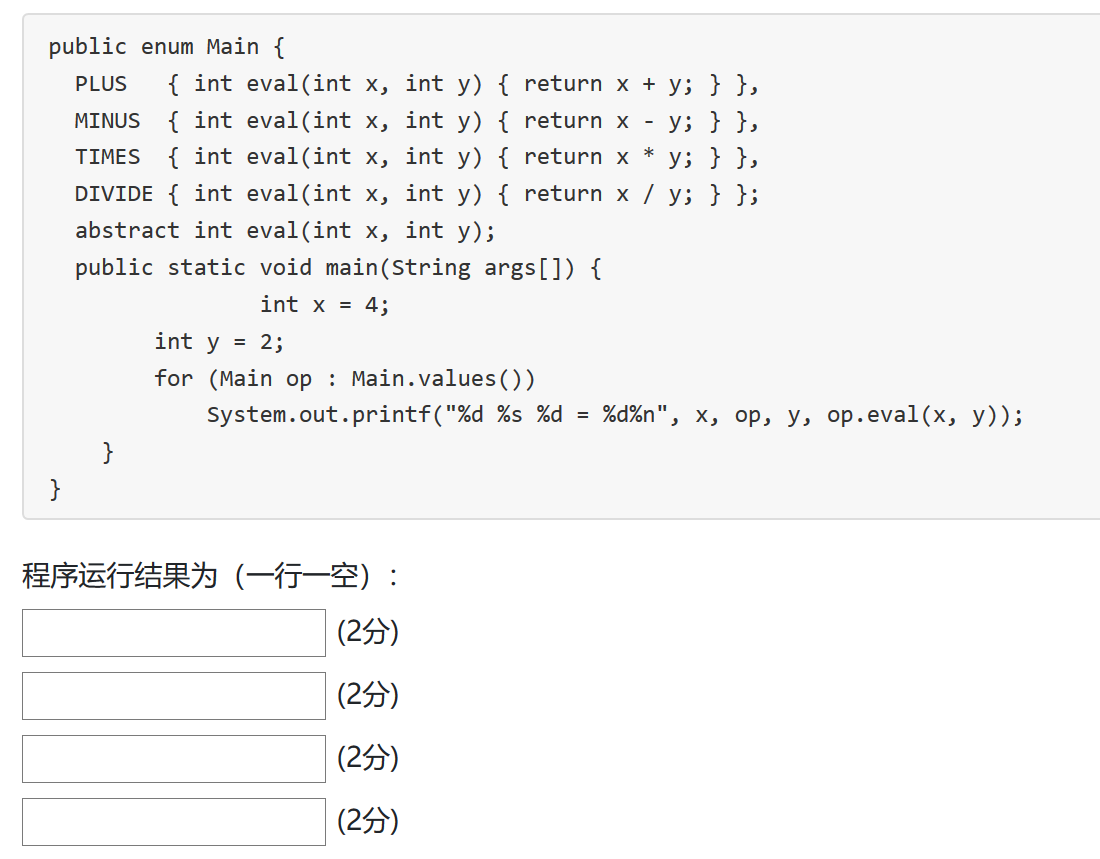 public enum Main {
  PLUS   { int eval(int x, int y) { return x + y; } },
  MINUS  { int eval(int x, int y) { return x - y; } },
  TIMES  { int eval(int x, int y) { return x * y; } },
  DIVIDE { int eval(int x, int y) { return x / y; } };
  abstract int eval(int x, int y);
  public static void main(String args[]) {
                int x = 4;
        int y = 2;
        for (Main op : Main.values())
            System.out.printf("%d %s %d = %d%n", x, op, y, op.eval(x, y));
    }
}
程序运行结果为（一行一空）:
(2分)
(2分)
(2分)
(2分)